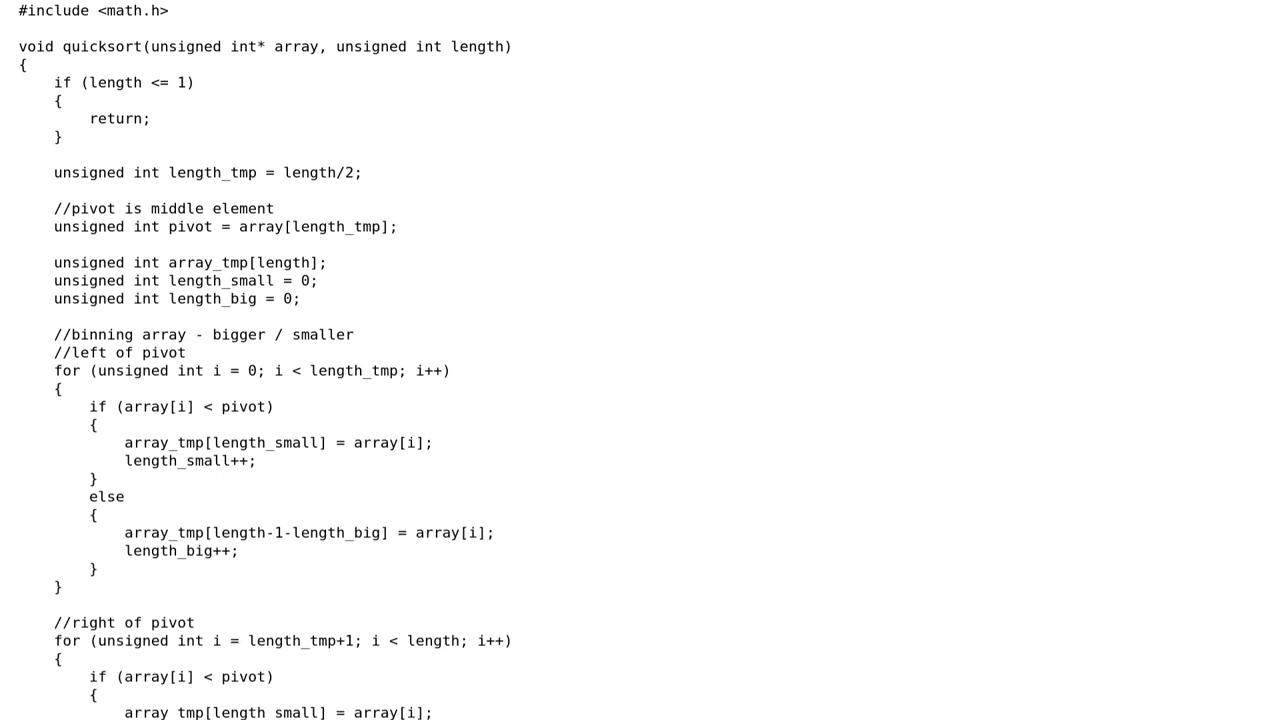 #include <math.h>

void quicksort(unsigned int* array, unsigned int length)
{
    if (length <= 1)
    {
        return;
    }

    unsigned int length_tmp = length/2;

    //pivot is middle element
    unsigned int pivot = array[length_tmp];

    unsigned int array_tmp[length];
    unsigned int length_small = 0;
    unsigned int length_big = 0;

    //binning array - bigger / smaller
    //left of pivot
    for (unsigned int i = 0; i < length_tmp; i++)
    {
        if (array[i] < pivot)
        {
            array_tmp[length_small] = array[i];
            length_small++;
        }
        else
        {
            array_tmp[length-1-length_big] = array[i];
            length_big++;
        }
    }

    //right of pivot
    for (unsigned int i = length_tmp+1; i < length; i++)
    {
        if (array[i] < pivot)
        {
            array_tmp[length_small] = array[i];